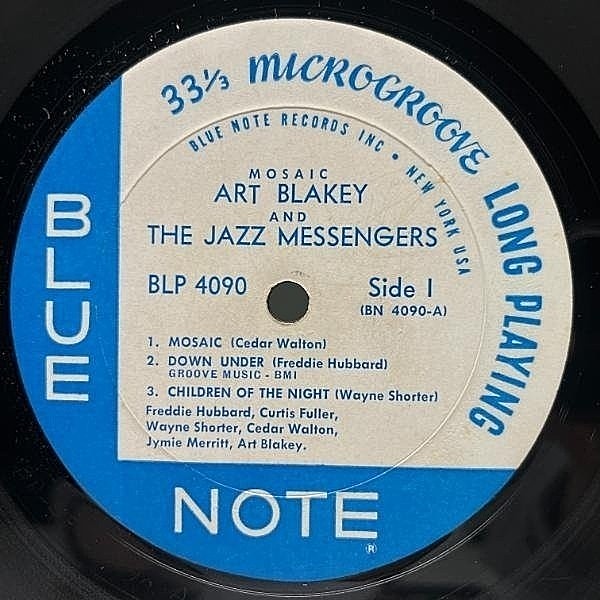 33⅓ MICROGROOVE LONG PLAYING
BLUE NOTE RECORDS INC • NEW YORK USA
MOSAIC
ART BLAKEY
AND
THE JAZZ MESSENGERS
BLP 4090 Side 1
(BN 4090-A)
1. MOSAIC (Cedar Walton)
2. DOWN UNDER (Freddie Hubbard)
GROOVE MUSIC - BMI
3. CHILDREN OF THE NIGHT (Wayne Shorter)
Freddie Hubbard, Curtis Fuller,
Wayne Shorter, Cedar Walton,
Jymie Merritt, Art Blakey.
BLUE
NOTE ®